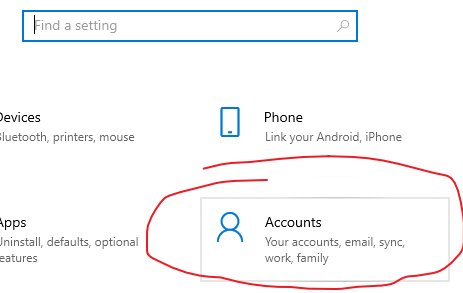 Find a setting
Devices
Bluetooth, printers, mouse
Phone
Link your Android, iPhone
Apps
Uninstall, defaults, optional
features
Accounts
Your accounts, email, sync,
work, family